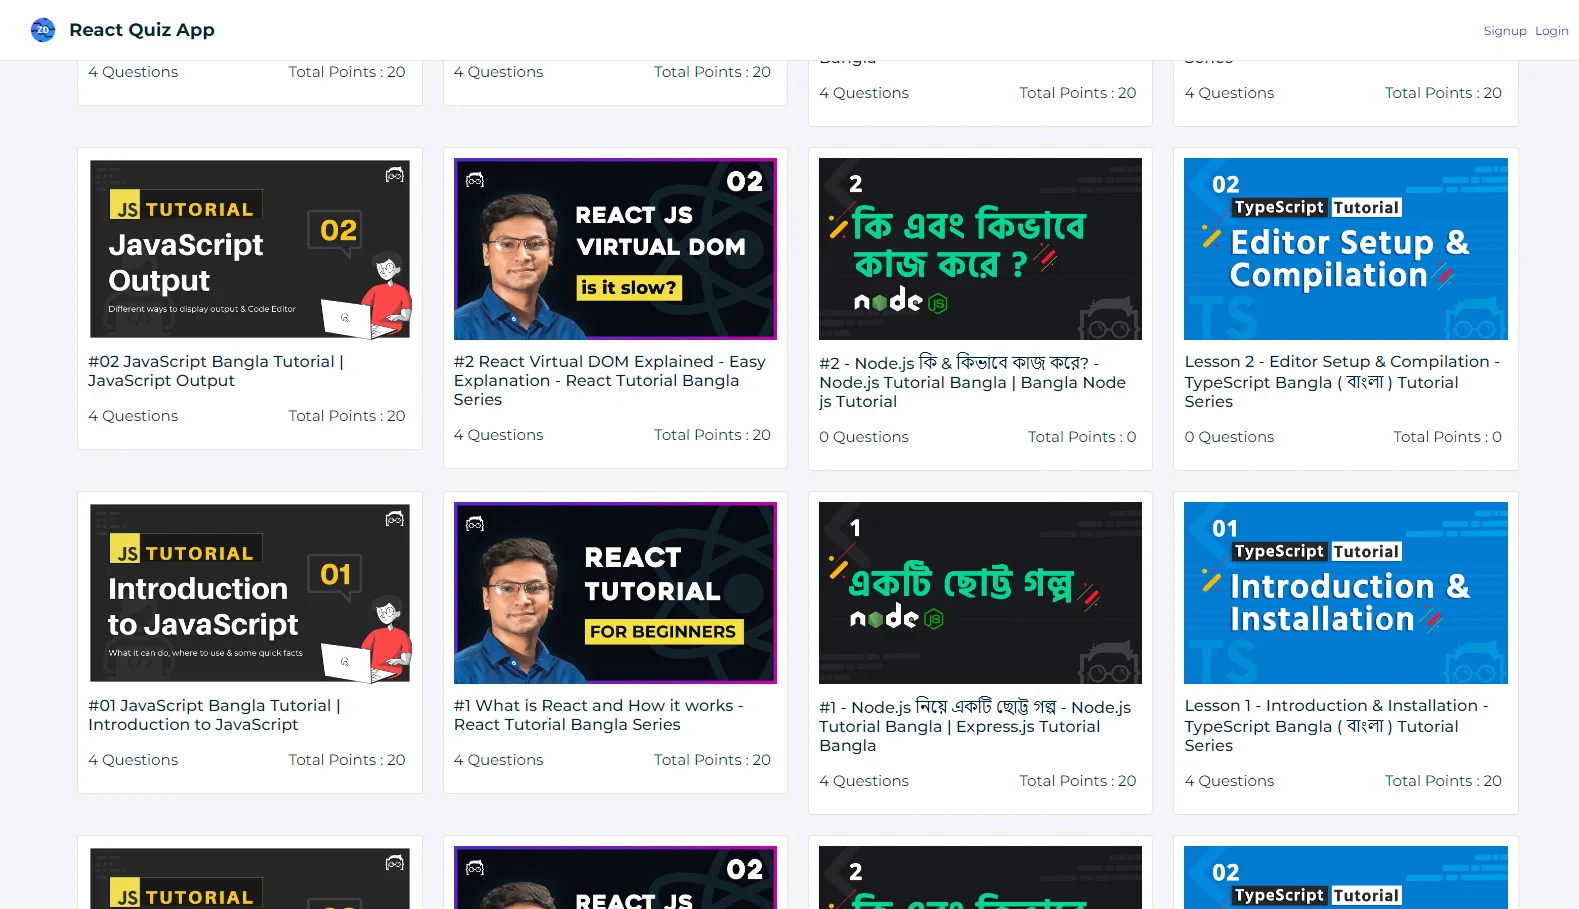 React Quiz App
Signup Login
4 Questions Total Points : 20
4 Questions Total Points : 20
4 Questions Total Points : 20
4 Questions Total Points : 20
JS TUTORIAL
JavaScript
Output
02
Different ways to display output & Code Editor
#02 JavaScript Bangla Tutorial |
JavaScript Output
4 Questions Total Points : 20
02
REACT JS
VIRTUAL DOM
is it slow?
#2 React Virtual DOM Explained - Easy
Explanation - React Tutorial Bangla
Series
4 Questions Total Points : 20
2
কি এবং কিভাবে
কাজ করে ?
node JS
#2 - Node.js কি & কিভাবে কাজ করে? -
Node.js Tutorial Bangla | Bangla Node
js Tutorial
0 Questions Total Points : 0
02
TypeScript Tutorial
Editor Setup &
Compilation
TS
Lesson 2 - Editor Setup & Compilation -
TypeScript Bangla ( বাংলা ) Tutorial
Series
0 Questions Total Points : 0
JS TUTORIAL
Introduction
to JavaScript
01
What it can do, where to use & some quick facts
#01 JavaScript Bangla Tutorial |
Introduction to JavaScript
4 Questions Total Points : 20
REACT
TUTORIAL
FOR BEGINNERS
#1 What is React and How it works -
React Tutorial Bangla Series
4 Questions Total Points : 20
1
একটি ছোট্ট গল্প
node JS
#1 - Node.js নিয়ে একটি ছোট্ট গল্প - Node.js
Tutorial Bangla | Express.js Tutorial
Bangla
4 Questions Total Points : 20
01
TypeScript Tutorial
Introduction &
Installation
TS
Lesson 1 - Introduction & Installation -
TypeScript Bangla ( বাংলা ) Tutorial
Series
4 Questions Total Points : 20
JS TUTORIAL
02
REACT JS
2
কি এবং কিভাবে
02
TypeScript Tutorial